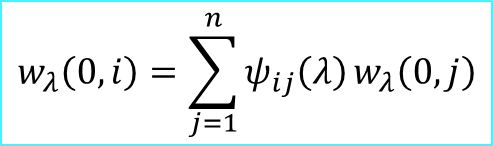 w_λ(0,i) = ∑_{j=1}^{n} ψ_{ij}(λ) w_λ(0,j)